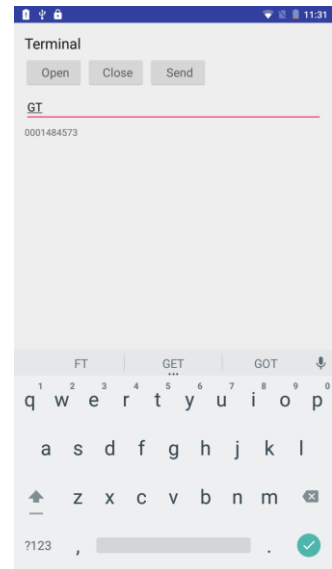 11:31
Terminal
Open Close Send
GT
0001484573
FT GET GOT
1 2 3 4 5 6 7 8 9 0
q w e r t y u i o p
a s d f g h j k l
z x c v b n m
?123 , .